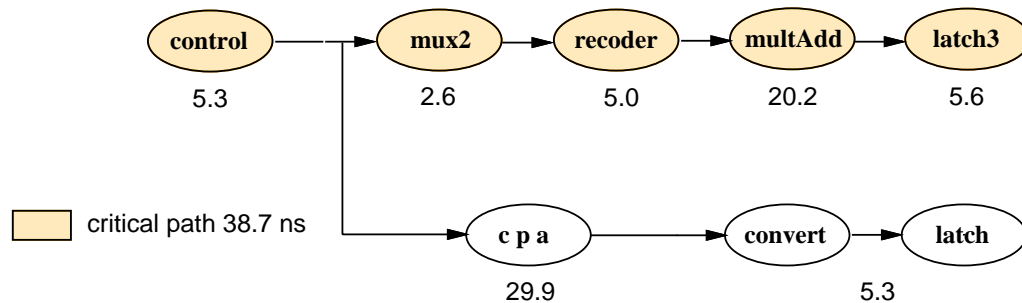 control mux2 recoder multAdd latch3
5.3 2.6 5.0 20.2 5.6
critical path 38.7 ns
c p a convert latch
29.9 5.3